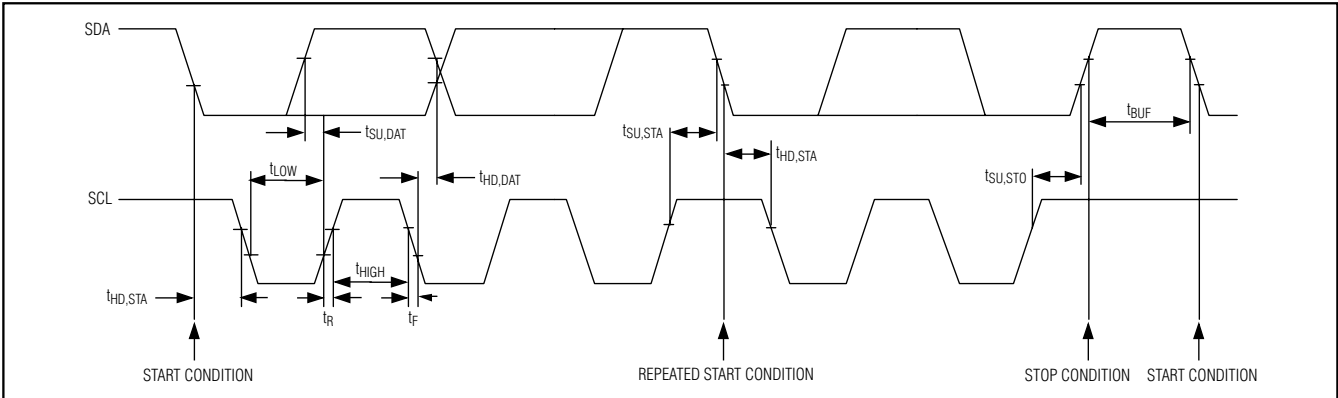 SDA
tSU,DAT
tSU,STA
tBUF
tLOW
tHD,STA
tHD,DAT
tSU,STO
SCL
tHIGH
tHD,STA
tR
tF
START CONDITION
REPEATED START CONDITION
STOP CONDITION
START CONDITION